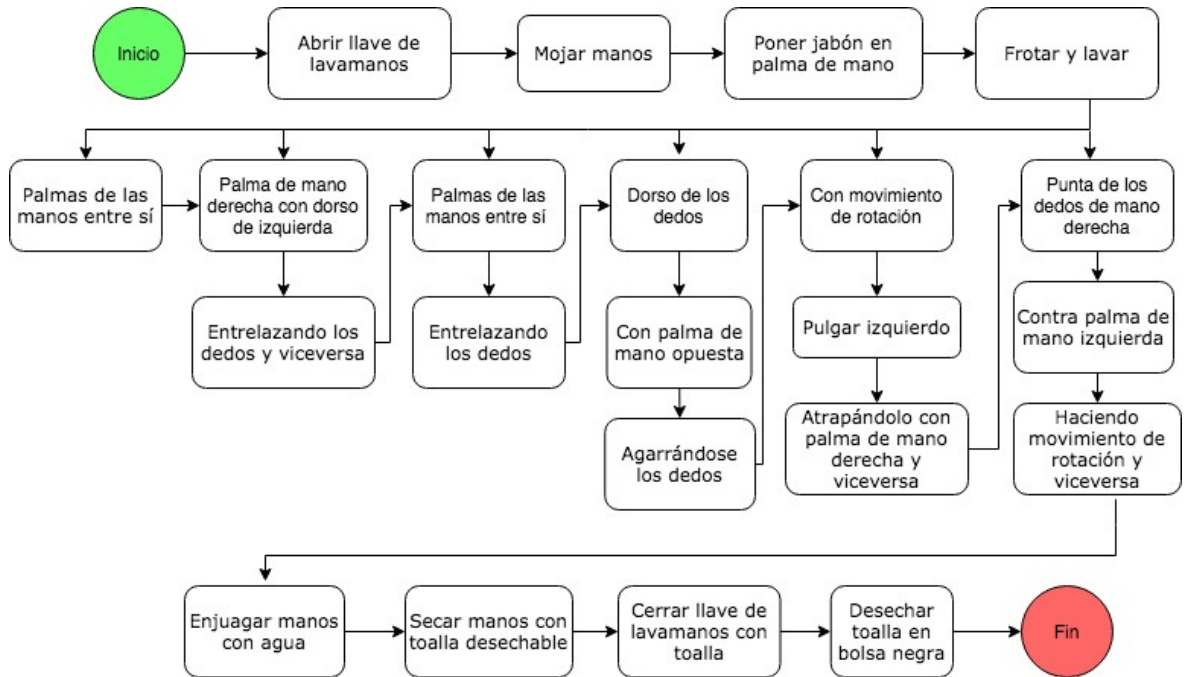 Inicio
Abrir llave de
lavamanos
Mojar manos
Poner jabón en
palma de mano
Frotar y lavar
Palmas de las
manos entre sí
Palma de mano
derecha con dorso
de izquierda
Palmas de las
manos entre sí
Dorso de los
dedos
Con movimiento
de rotación
Punta de los
dedos de mano
derecha
Entrelazando los
dedos y viceversa
Entrelazando
los dedos
Con palma de
mano opuesta
Pulgar izquierdo
Contra palma de
mano izquierda
Agarrándose
los dedos
Atrapándolo con
palma de mano
derecha y
viceversa
Haciendo
movimiento de
rotación y
viceversa
Enjuagar manos
con agua
Secar manos con
toalla desechable
Cerrar llave de
lavamanos con
toalla
Desechar
toalla en
bolsa negra
Fin